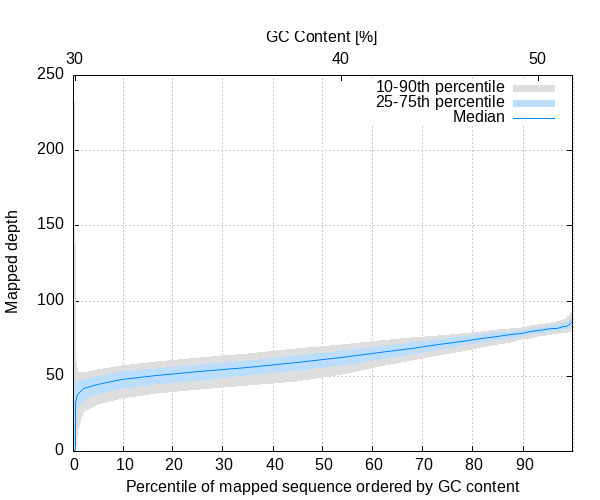 GC Content [%]
30 40 50
250
200
150
100
50
0
Mapped depth
10-90th percentile
25-75th percentile
Median
0 10 20 30 40 50 60 70 80 90
Percentile of mapped sequence ordered by GC content